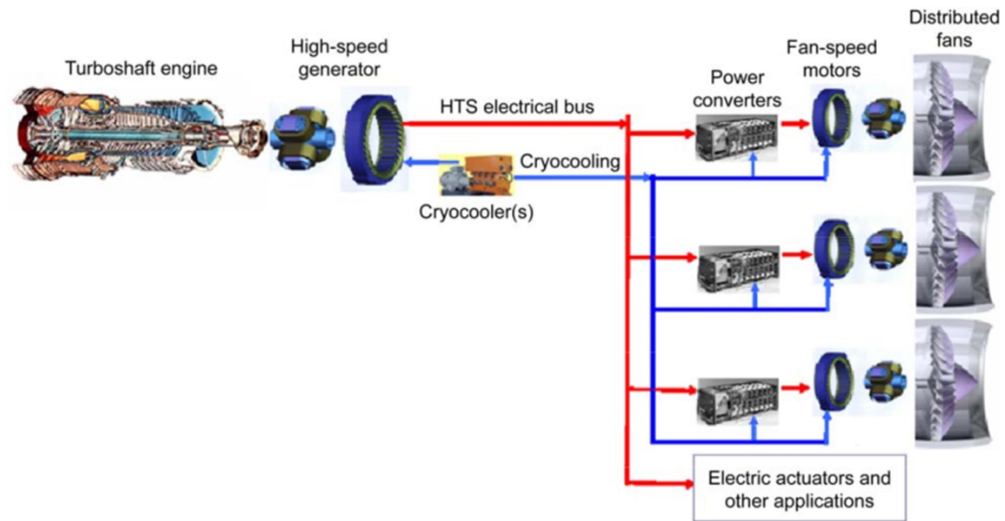 Turboshaft engine
High-speed
generator
HTS electrical bus
Cryocooling
Cryocooler(s)
Power
converters
Fan-speed
motors
Distributed
fans
Electric actuators and
other applications